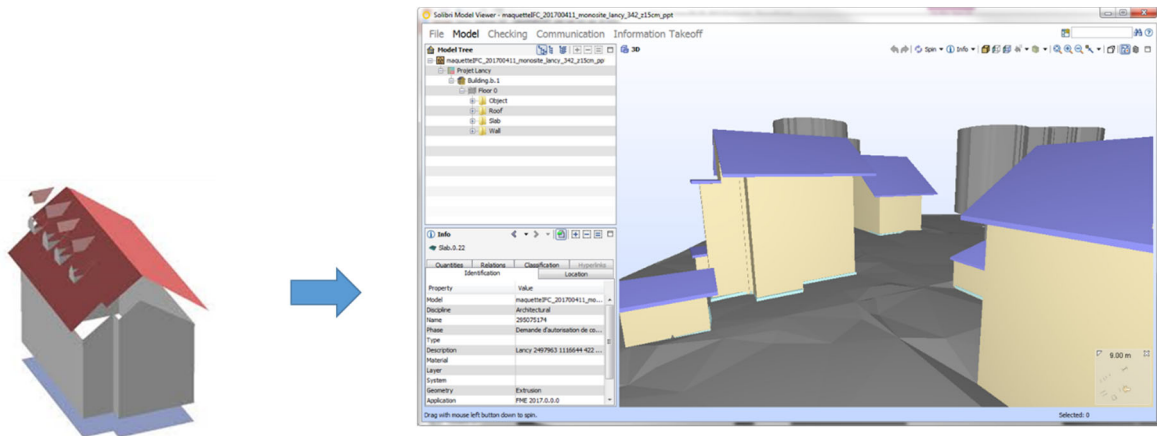 Solibri Model Viewer - maquetteIFC_201700411_monosite_lancy_342_z15cm_ppt
File Model Checking Communication Information Takeoff
Model Tree
maquetteIFC_201700411_monosite_lancy_342_z15cm_pp
Projet Lancy
Building.b.1
Floor 0
Object
Roof
Slab
Wall
3D
Spin
Info
Info
Slab.0.22
Quantities Relations Classification Hyperlinks
Identification Location
Property Value
Model maquetteIFC_201700411_mo...
Discipline Architectural
Name 295075174
Phase Demande d'autorisation de co...
Type
Description Lancy 2497963 1116644 422 ...
Material
Layer
System
Geometry Extrusion
Application FME 2017.0.0.0
9.00 m
Drag with mouse left button down to spin. Selected: 0